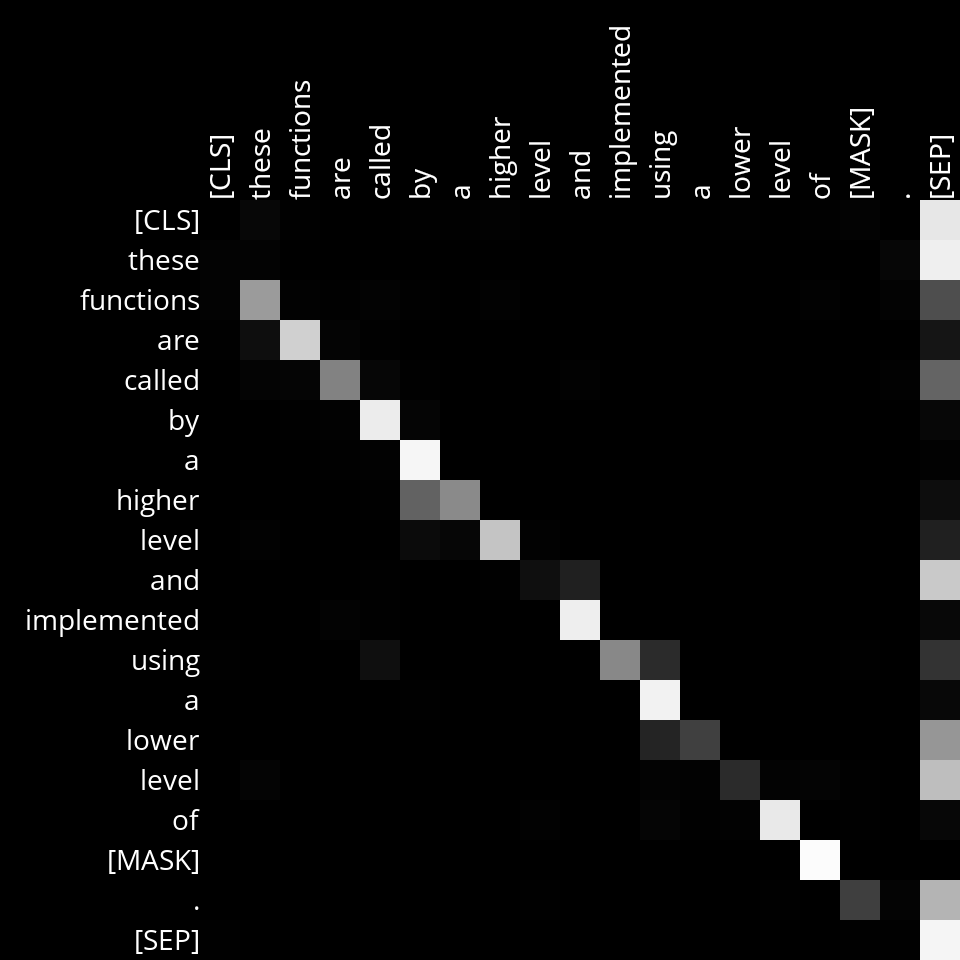 [CLS] these functions are called by a higher level and implemented using a lower level of [MASK] . [SEP]
[CLS]
these
functions
are
called
by
a
higher
level
and
implemented
using
a
lower
level
of
[MASK]
.
[SEP]